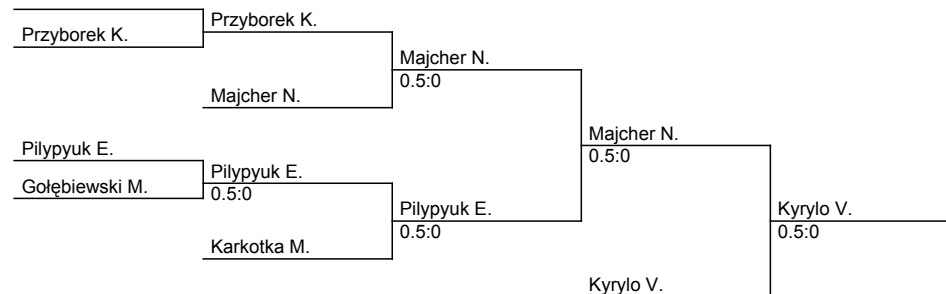 Przyborek K.
Przyborek K.
Majcher N.
0.5:0
Majcher N.
Majcher N.
0.5:0
Pilypyuk E.
Pilypyuk E.
0.5:0
Gołębiewski M.
Pilypyuk E.
0.5:0
Kyrylo V.
0.5:0
Karkotka M.
Kyrylo V.